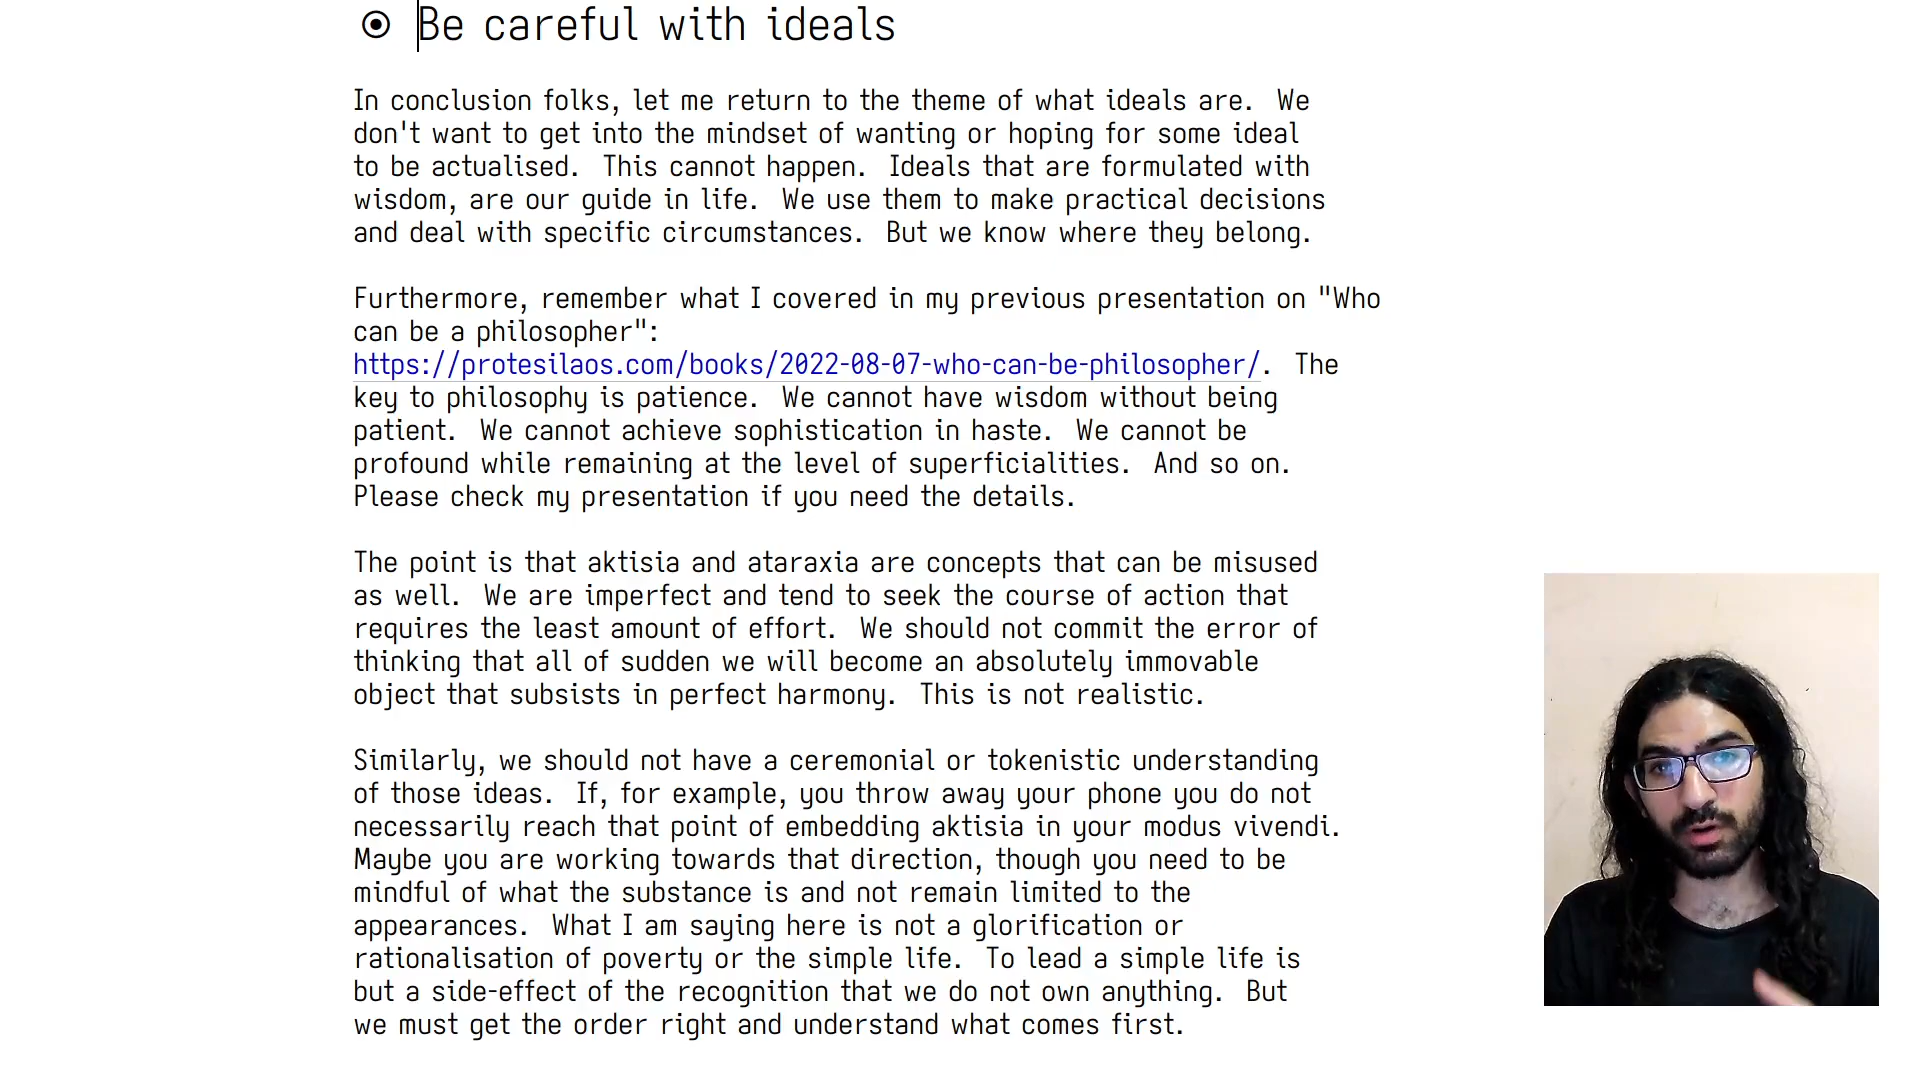 Be careful with ideals
In conclusion folks, let me return to the theme of what ideals are.  We
don't want to get into the mindset of wanting or hoping for some ideal
to be actualised.  This cannot happen.  Ideals that are formulated with
wisdom, are our guide in life.  We use them to make practical decisions
and deal with specific circumstances.  But we know where they belong.
Furthermore, remember what I covered in my previous presentation on "Who
can be a philosopher":
https://protesilaos.com/books/2022-08-07-who-can-be-philosopher/.  The
key to philosophy is patience.  We cannot have wisdom without being
patient.  We cannot achieve sophistication in haste.  We cannot be
profound while remaining at the level of superficialities.  And so on.
Please check my presentation if you need the details.
The point is that aktisia and ataraxia are concepts that can be misused
as well.  We are imperfect and tend to seek the course of action that
requires the least amount of effort.  We should not commit the error of
thinking that all of sudden we will become an absolutely immovable
object that subsists in perfect harmony.  This is not realistic.
Similarly, we should not have a ceremonial or tokenistic understanding
of those ideas.  If, for example, you throw away your phone you do not
necessarily reach that point of embedding aktisia in your modus vivendi.
Maybe you are working towards that direction, though you need to be
mindful of what the substance is and not remain limited to the
appearances.  What I am saying here is not a glorification or
rationalisation of poverty or the simple life.  To lead a simple life is
but a side-effect of the recognition that we do not own anything.  But
we must get the order right and understand what comes first.